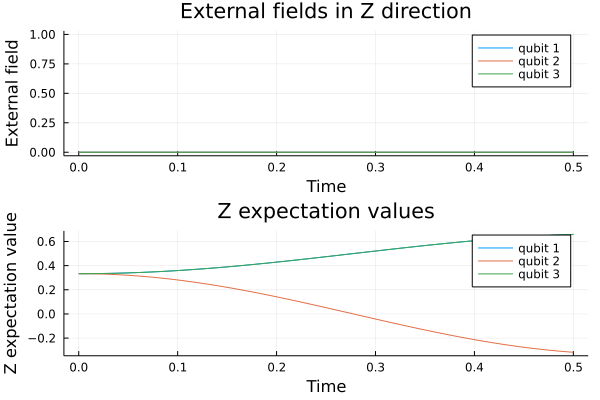 External fields in Z direction
External field
1.00
0.75
0.50
0.25
0.00
qubit 1
qubit 2
qubit 3
0.0 0.1 0.2 0.3 0.4 0.5
Time
Z expectation values
Z expectation value
0.6
0.4
0.2
0.0
−0.2
qubit 1
qubit 2
qubit 3
0.0 0.1 0.2 0.3 0.4 0.5
Time